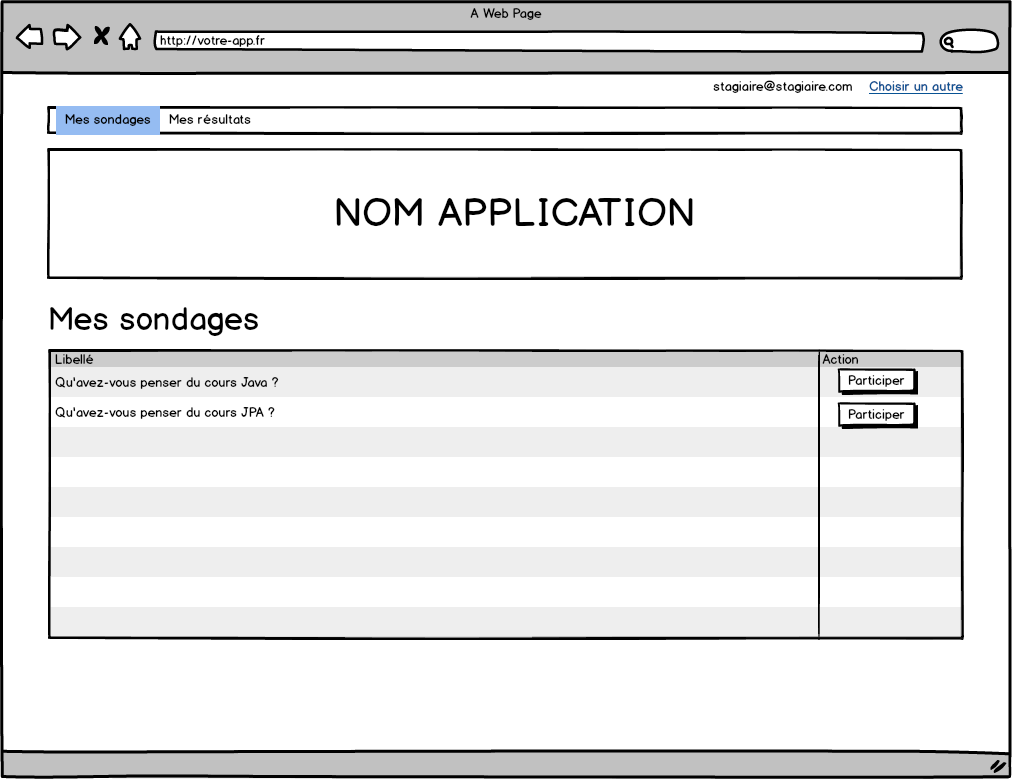 A Web Page
http://votre-app.fr
stagiaire@stagiaire.com Choisir un autre
Mes sondages Mes résultats
NOM APPLICATION
Mes sondages
Libellé Action
Qu'avez-vous penser du cours Java ? Participer
Qu'avez-vous penser du cours JPA ? Participer